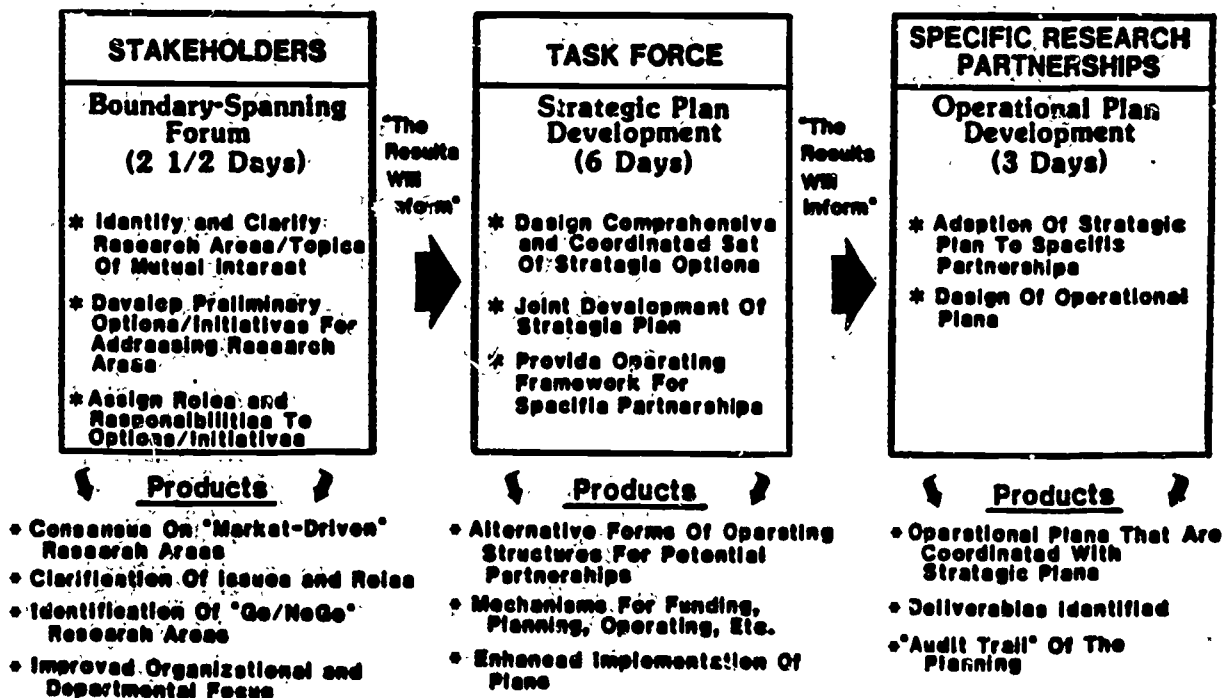 STAKEHOLDERS
Boundary-Spanning
Forum
(2 1/2 Days)
* Identify and Clarify
Research Areas/Topics
Of Mutual Interest
* Develop Preliminary
Options/Initiatives For
Addressing Research
Areas
* Assign Roles and
Responsibilities To
Options/Initiatives
"The
Results
Will
Inform"
TASK FORCE
Strategic Plan
Development
(6 Days)
* Design Comprehensive
and Coordinated Set
Of Strategic Options
* Joint Development Of
Strategic Plan
* Provide Operating
Framework For
Specific Partnerships
"The
Results
Will
Inform"
SPECIFIC RESEARCH
PARTNERSHIPS
Operational Plan
Development
(3 Days)
* Adaption Of Strategic
Plan To Specific
Partnerships
* Design Of Operational
Plans
Products
* Consensus On "Market-Driven"
Research Areas
* Clarification Of Issues and Roles
* Identification Of "Go/NoGo"
Research Areas
* Improved Organizational and
Departmental Focus
Products
* Alternative Forms Of Operating
Structures For Potential
Partnerships
* Mechanisms For Funding,
Planning, Operating, Etc.
* Enhanced Implementation Of
Plans
Products
* Operational Plans That Are
Coordinated With
Strategic Plans
* Deliverables Identified
* "Audit Trail" Of The
Planning